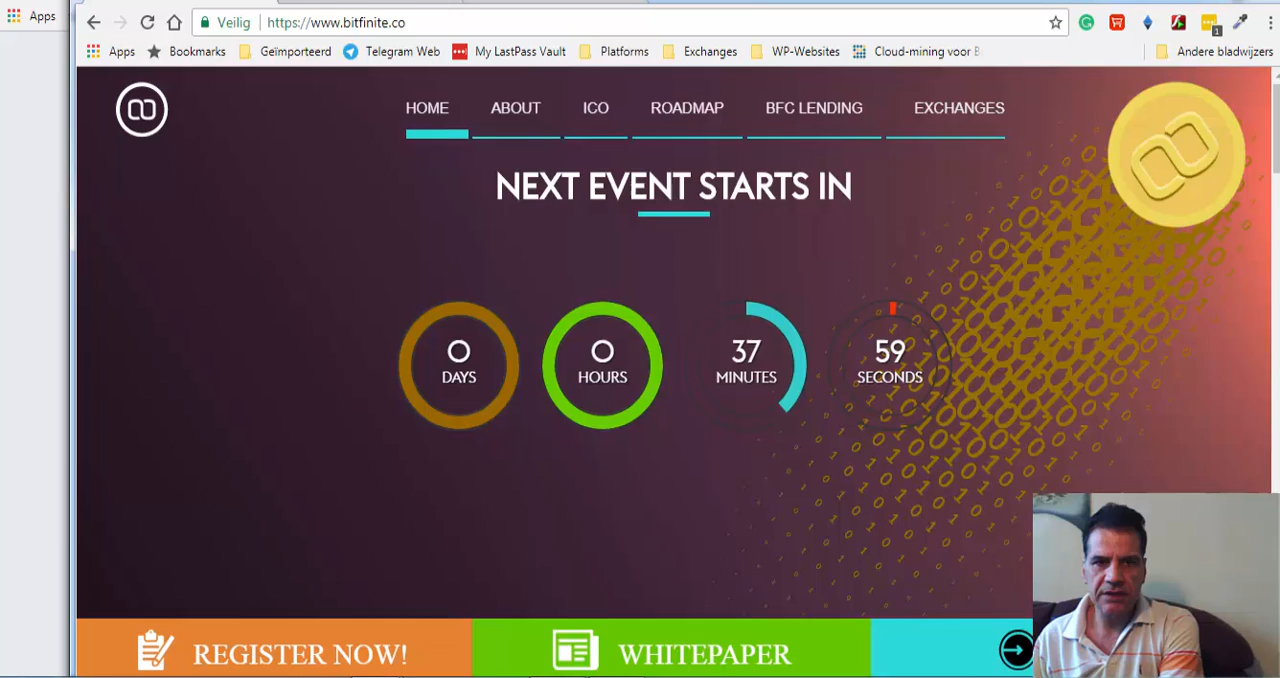 Apps
Veilig https://www.bitfinite.co
1
Apps Bookmarks Geïmporteerd Telegram Web My LastPass Vault Platforms Exchanges WP-Websites Cloud-mining voor Andere bladwijzers
HOME ABOUT ICO ROADMAP BFC LENDING EXCHANGES
NEXT EVENT STARTS IN
0 0 37 59
DAYS HOURS MINUTES SECONDS
REGISTER NOW! WHITEPAPER